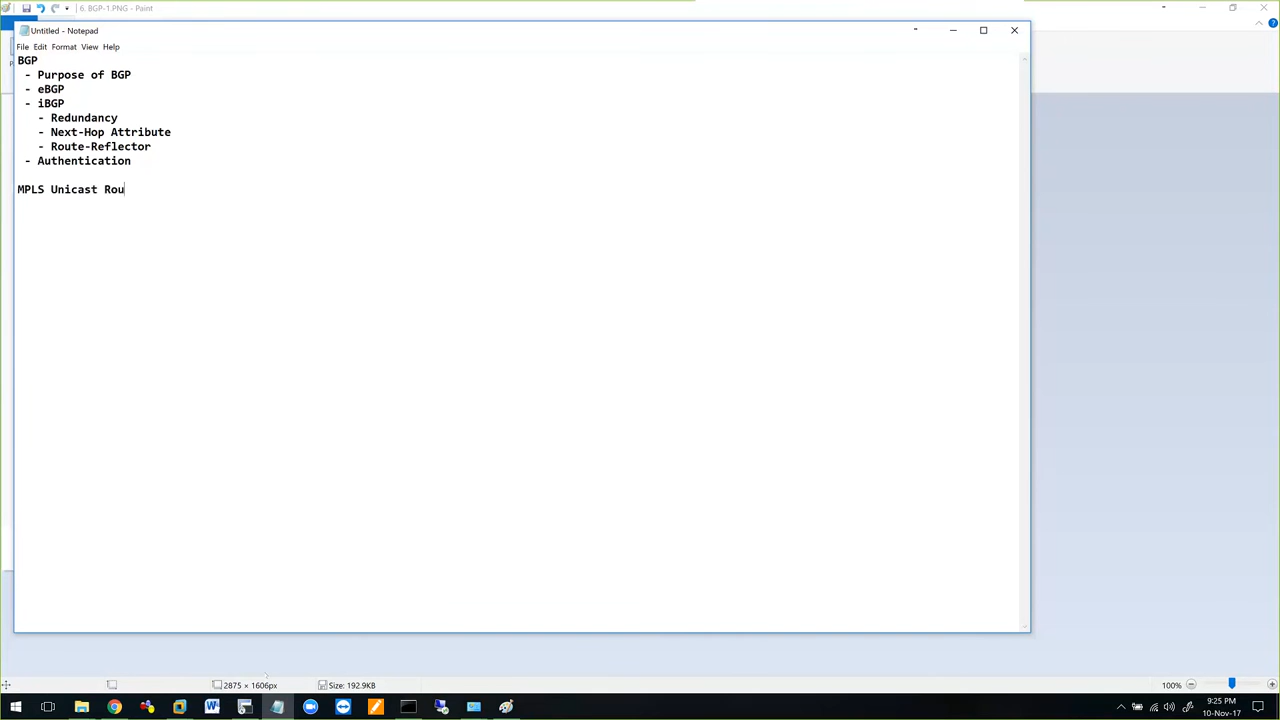 6. BGP-1.PNG - Paint
Untitled - Notepad
File Edit Format View Help
BGP
- Purpose of BGP
- eBGP
- iBGP
- Redundancy
- Next-Hop Attribute
- Route-Reflector
- Authentication
MPLS Unicast Rou
2875 × 1606px
Size: 192.9KB
100%
9:25 PM
10-Nov-17